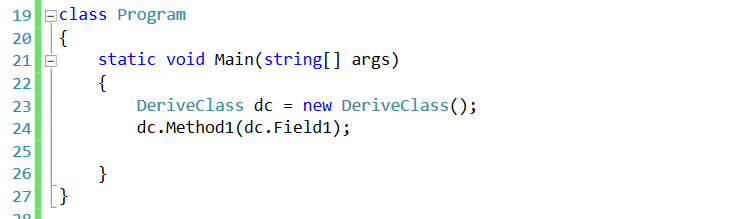 19 class Program
20 {
21 static void Main(string[] args)
22 {
23 DeriveClass dc = new DeriveClass();
24 dc.Method1(dc.Field1);
25
26 }
27 }
28